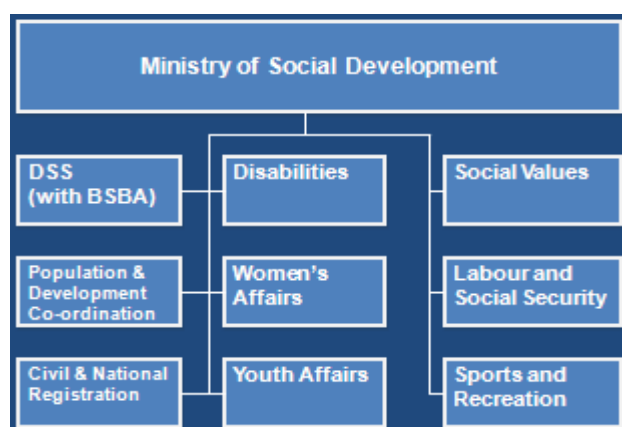 Ministry of Social Development
DSS
(with BSBA)
Disabilities
Social Values
Population &
Development
Co-ordination
Women's
Affairs
Labour and
Social Security
Civil & National
Registration
Youth Affairs
Sports and
Recreation